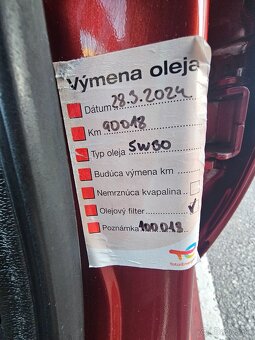 Výmena oleja
Dátum 28.3.2024
Km 90018
Typ oleja 5W30
Budúca výmena km
Nemrznúca kvapalina
Olejový filter ✓
Poznámka 100018
TotalEnergies